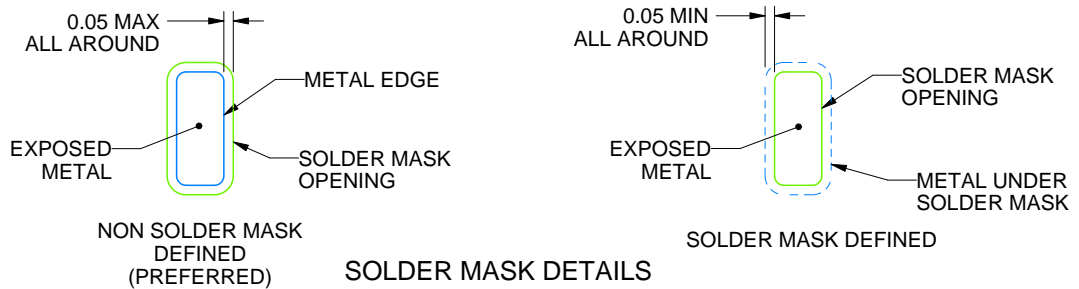 0.05 MAX
ALL AROUND
METAL EDGE
EXPOSED
METAL
SOLDER MASK
OPENING
NON SOLDER MASK
DEFINED
(PREFERRED)
0.05 MIN
ALL AROUND
SOLDER MASK
OPENING
EXPOSED
METAL
METAL UNDER
SOLDER MASK
SOLDER MASK DEFINED
SOLDER MASK DETAILS